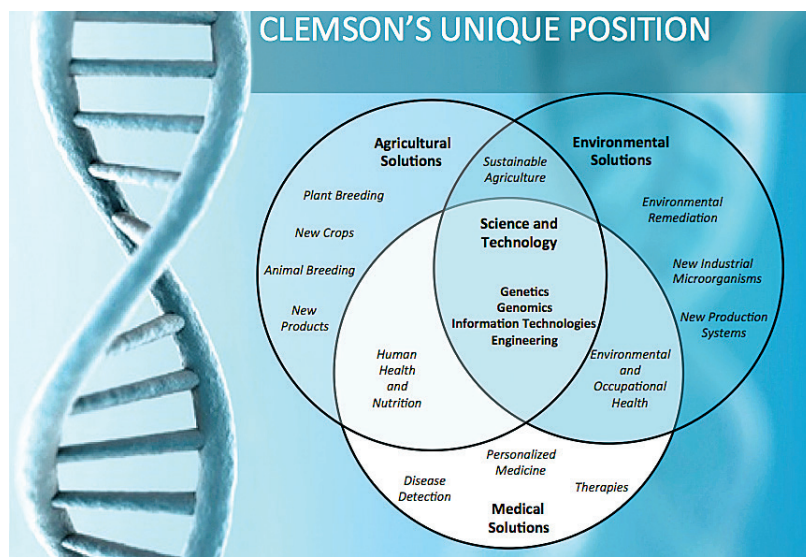 CLEMSON'S UNIQUE POSITION
Agricultural
Solutions
Plant Breeding
New Crops
Animal Breeding
New
Products
Sustainable
Agriculture
Environmental
Solutions
Environmental
Remediation
New Industrial
Microorganisms
New Production
Systems
Science and
Technology
Genetics
Genomics
Information Technologies
Engineering
Human
Health
and
Nutrition
Environmental
and
Occupational
Health
Personalized
Medicine
Disease
Detection
Therapies
Medical
Solutions